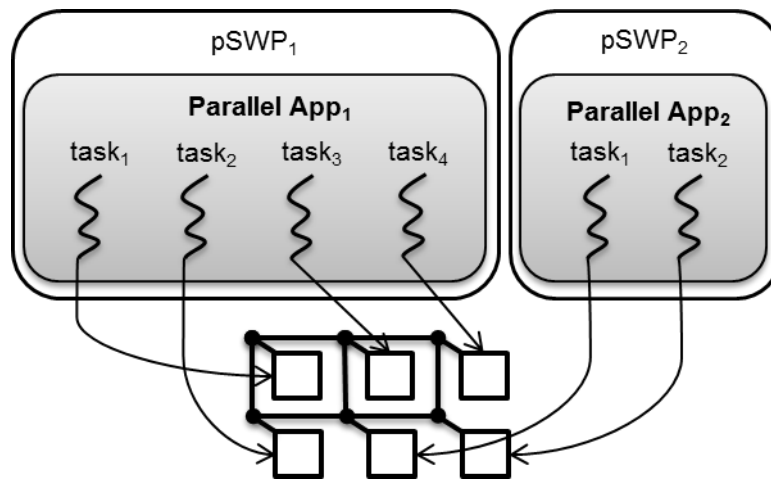 pSWP₁
Parallel App₁
task₁ task₂ task₃ task₄
pSWP₂
Parallel App₂
task₁ task₂